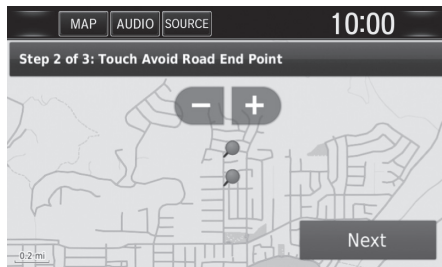 MAP AUDIO SOURCE 10:00
Step 2 of 3: Touch Avoid Road End Point
− +
Next
0.2 mi